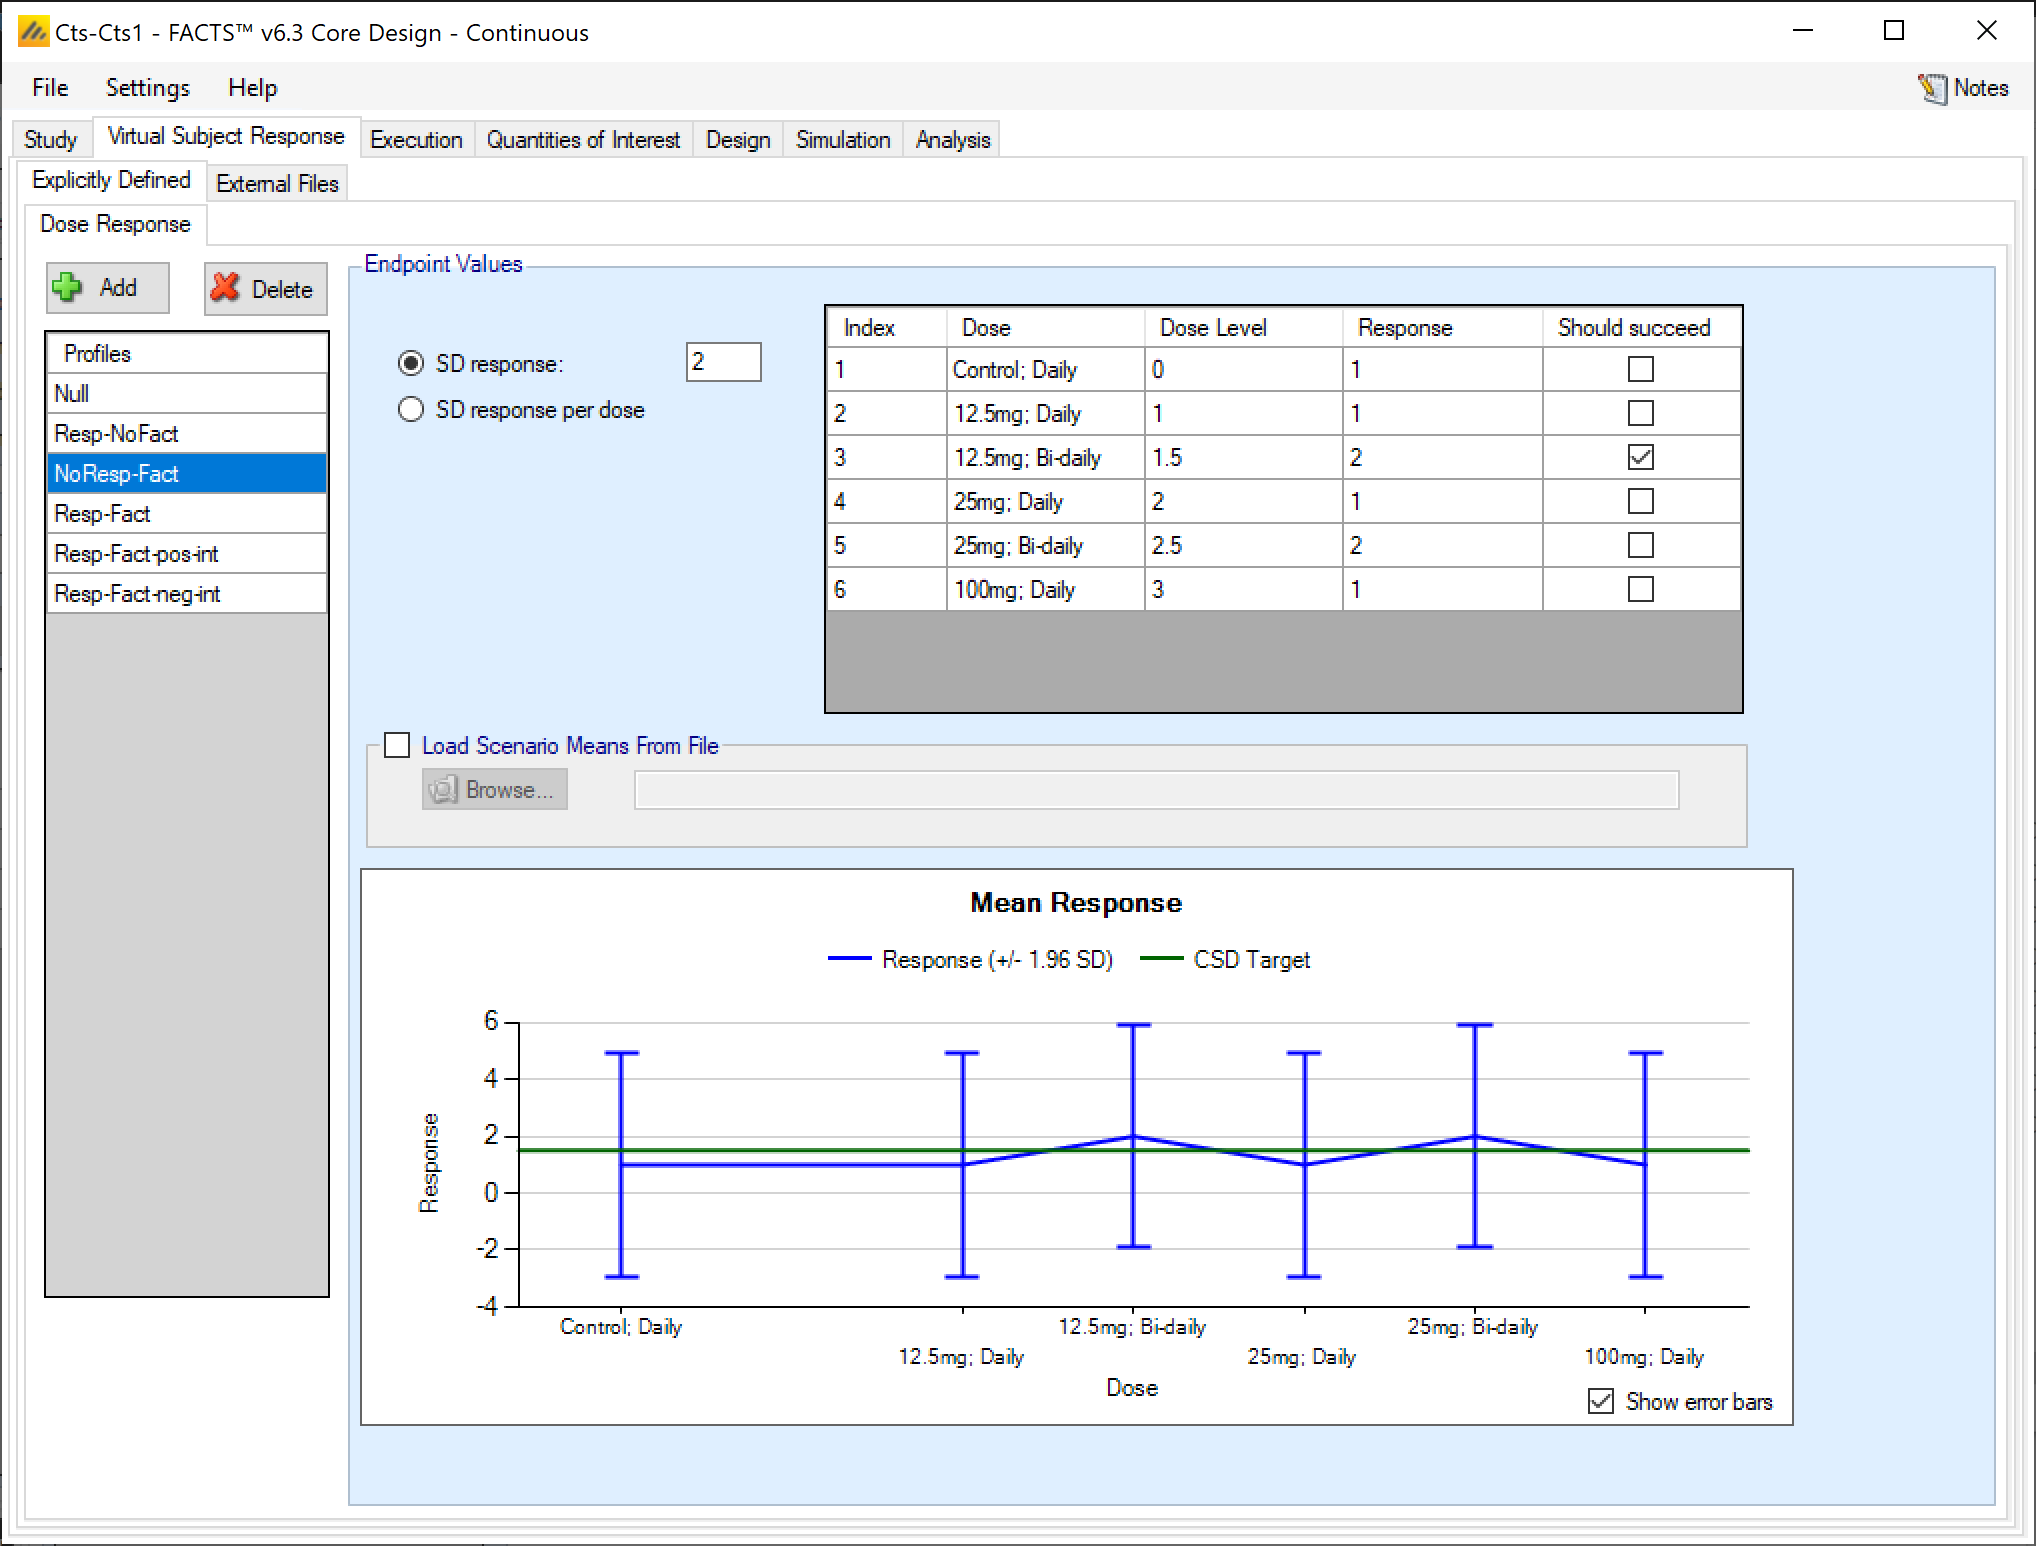 Cts-Cts1 - FACTS™ v6.3 Core Design - Continuous
File Settings Help Notes
Study Virtual Subject Response Execution Quantities of Interest Design Simulation Analysis
Explicitly Defined External Files
Dose Response
Add Delete
Profiles
Null
Resp-NoFact
NoResp-Fact
Resp-Fact
Resp-Fact-pos-int
Resp-Fact-neg-int
Endpoint Values
SD response: 2
SD response per dose
Index Dose Dose Level Response Should succeed
1 Control; Daily 0 1
2 12.5mg; Daily 1 1
3 12.5mg; Bi-daily 1.5 2
4 25mg; Daily 2 1
5 25mg; Bi-daily 2.5 2
6 100mg; Daily 3 1
Load Scenario Means From File
Browse...
Mean Response
Response (+/- 1.96 SD) CSD Target
6
4
2
0
-2
-4
Response
Control; Daily 12.5mg; Bi-daily 25mg; Bi-daily
12.5mg; Daily 25mg; Daily 100mg; Daily
Dose
Show error bars